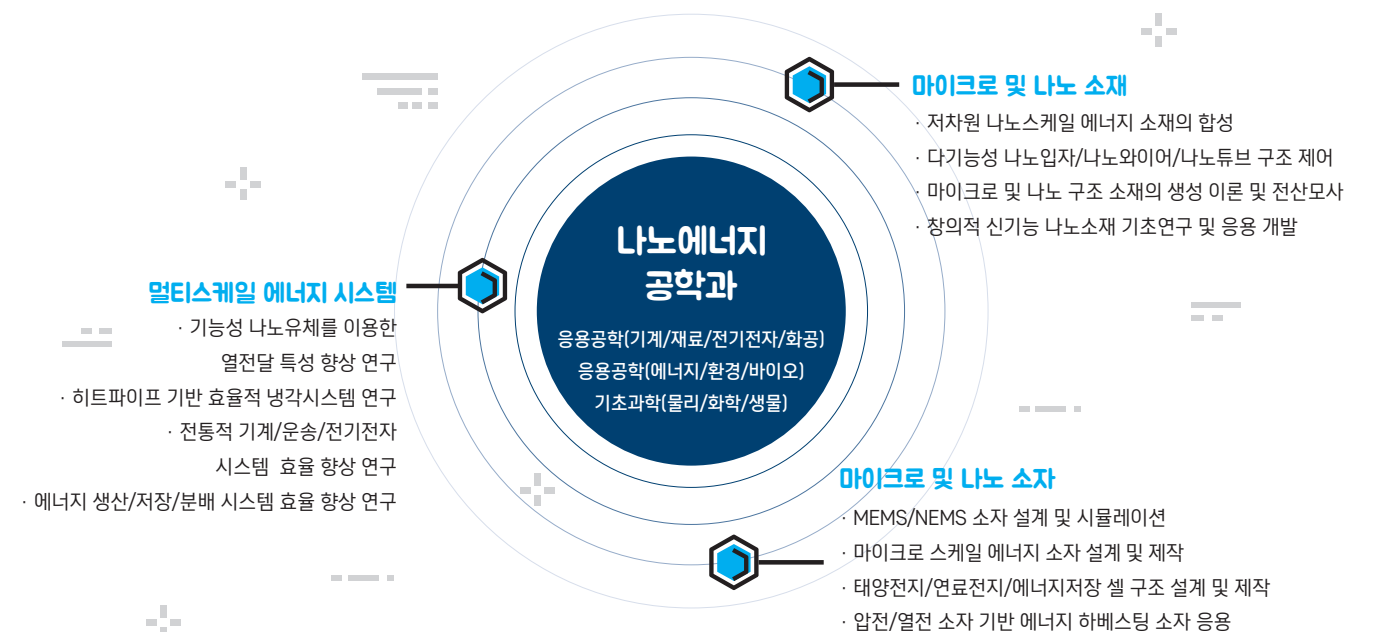 나노에너지
공학과
응용공학(기계/재료/전기전자/화공)
응용공학(에너지/환경/바이오)
기초과학(물리/화학/생물)
마이크로 및 나노 소재
· 저차원 나노스케일 에너지 소재의 합성
· 다기능성 나노입자/나노와이어/나노튜브 구조 제어
· 마이크로 및 나노 구조 소재의 생성 이론 및 전산모사
· 창의적 신기능 나노소재 기초연구 및 응용 개발
멀티스케일 에너지 시스템
· 기능성 나노유체를 이용한
열전달 특성 향상 연구
· 히트파이프 기반 효율적 냉각시스템 연구
· 전통적 기계/운송/전기전자
시스템 효율 향상 연구
· 에너지 생산/저장/분배 시스템 효율 향상 연구
마이크로 및 나노 소자
· MEMS/NEMS 소자 설계 및 시뮬레이션
· 마이크로 스케일 에너지 소자 설계 및 제작
· 태양전지/연료전지/에너지저장 셀 구조 설계 및 제작
· 압전/열전 소자 기반 에너지 하베스팅 소자 응용